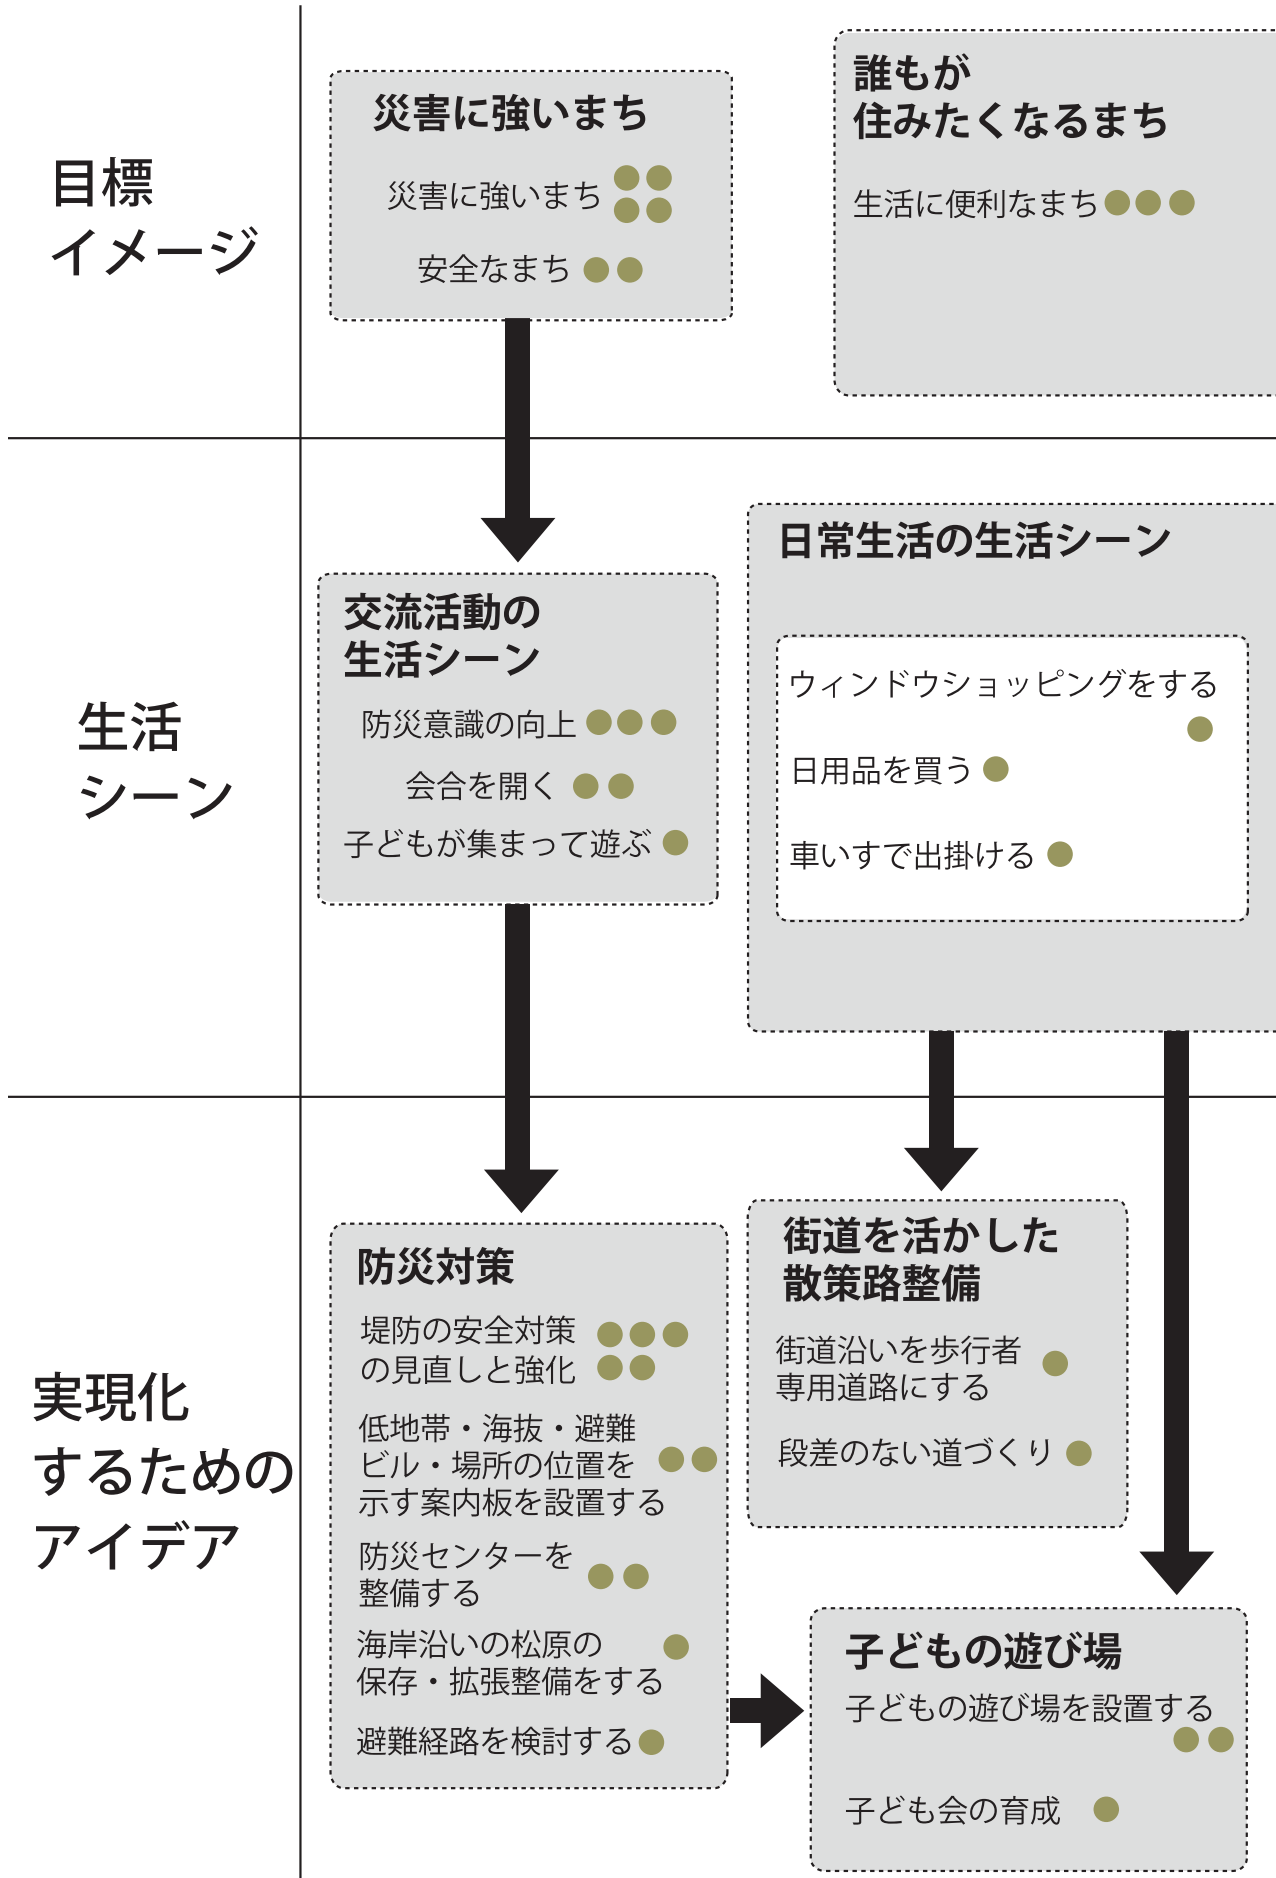 目標
イメージ
災害に強いまち
災害に強いまち
安全なまち
誰もが
住みたくなるまち
生活に便利なまち
生活
シーン
交流活動の
生活シーン
防災意識の向上
会合を開く
子どもが集まって遊ぶ
日常生活の生活シーン
ウィンドウショッピングをする
日用品を買う
車いすで出掛ける
実現化
するための
アイデア
防災対策
堤防の安全対策
の見直しと強化
低地帯・海抜・避難
ビル・場所の位置を
示す案内板を設置する
防災センターを
整備する
海岸沿いの松原の
保存・拡張整備をする
避難経路を検討する
街道を活かした
散策路整備
街道沿いを歩行者
専用道路にする
段差のない道づくり
子どもの遊び場
子どもの遊び場を設置する
子ども会の育成